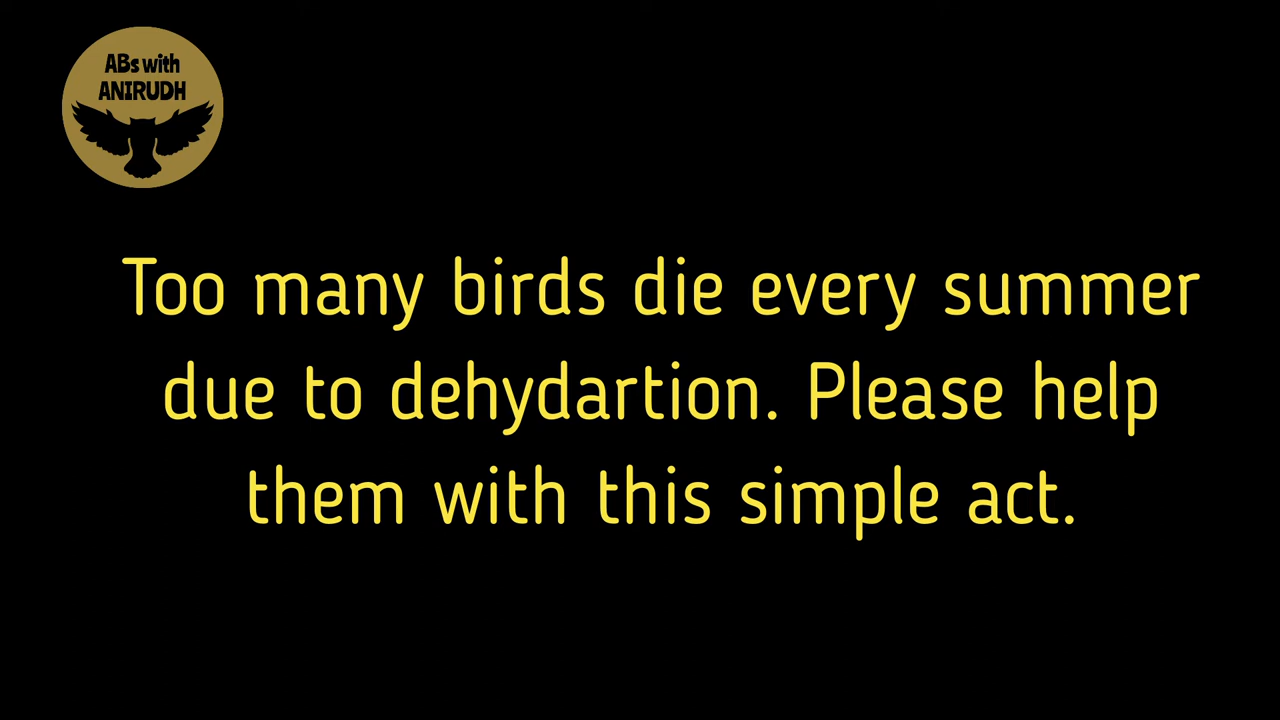 ABs with
ANIRUDH
Too many birds die every summer
due to dehydartion. Please help
them with this simple act.